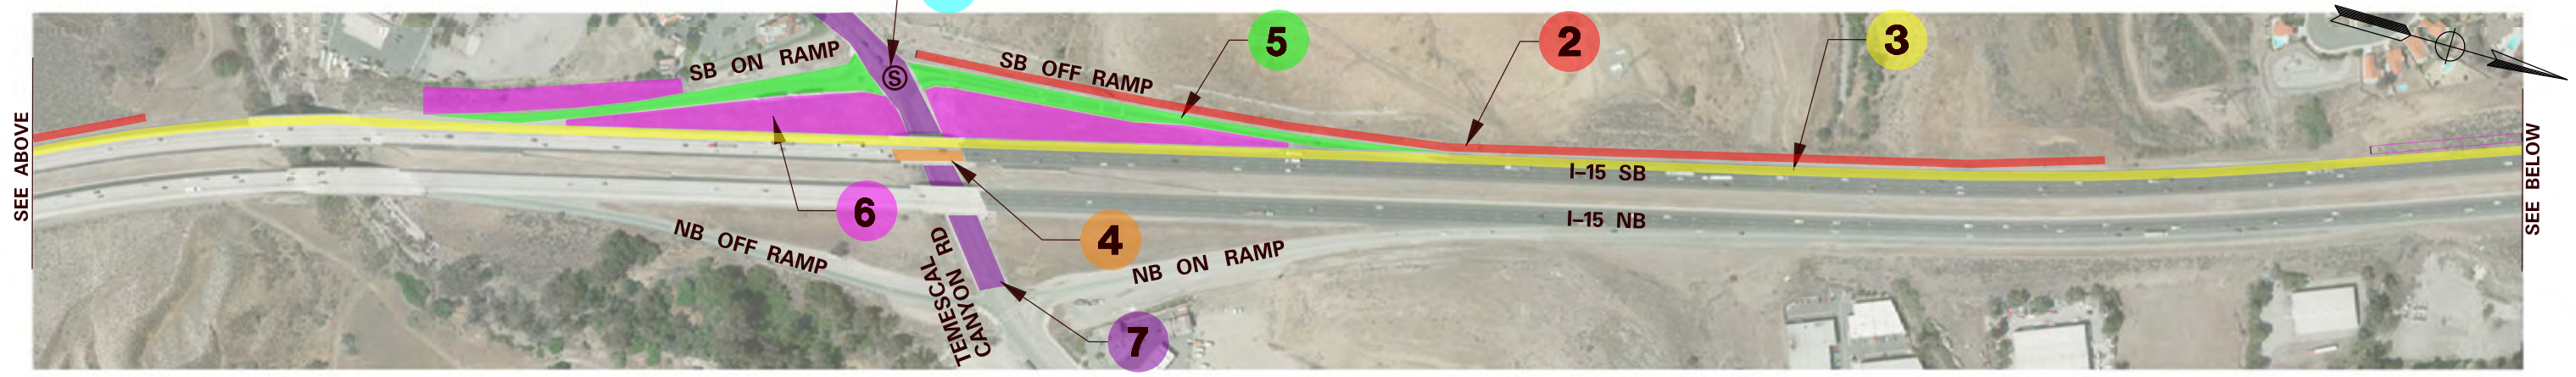 SEE ABOVE
SB ON RAMP
S
SB OFF RAMP
5
2
3
I-15 SB
I-15 NB
6
4
NB OFF RAMP
TEMESCAL
CANYON RD
NB ON RAMP
7
SEE BELOW